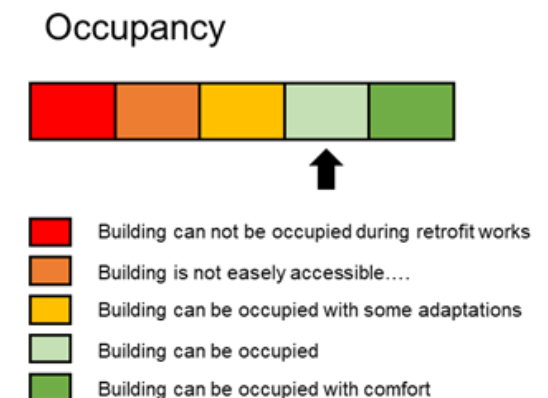 Occupancy
Building can not be occupied during retrofit works
Building is not easely accessible....
Building can be occupied with some adaptations
Building can be occupied
Building can be occupied with comfort